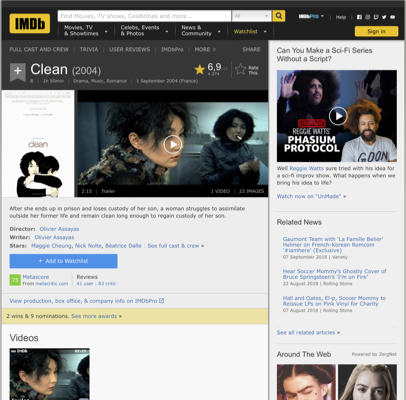 IMDb
Find Movies, TV shows, Celebrities and more...
All
IMDbPro
Help
Movies, TV & Showtimes
Celebs, Events & Photos
News & Community
Watchlist
Sign in
FULL CAST AND CREW | TRIVIA | USER REVIEWS | IMDbPro | MORE
SHARE
Clean (2004)
6,9
4 274
Rate This
1h 50min | Drama, Music, Romance | 1 September 2004 (France)
clean
2:15 | Trailer
1 VIDEO | 23 IMAGES
After she ends up in prison and loses custody of her son, a woman struggles to assimilate
outside her former life and remain clean long enough to regain custody of her son.
Director: Olivier Assayas
Writer: Olivier Assayas
Stars: Maggie Cheung, Nick Nolte, Béatrice Dalle | See full cast & crew »
+ Add to Watchlist
75
Metascore
From metacritic.com
Reviews
41 user | 83 critic
View production, box office, & company info on IMDbPro
2 wins & 9 nominations. See more awards »
Videos
Can You Make a Sci-Fi Series
Without a Script?
REGGIE WATTS'
PHASIUM
PROTOCOL
Well Reggie Watts sure tried with his idea for
a sci-fi improv show. What happens when we
bring his idea to life?
Watch now on "UnMade" »
Related News
Gaumont Team with 'La Famille Belier'
Helmer on French-Korean Romcom
'#Iamhere' (Exclusive)
07 September 2018 | Variety
Hear Soccer Mommy's Ghostly Cover of
Bruce Springsteen's 'I'm on Fire'
22 August 2018 | Rolling Stone
Hall and Oates, El-p, Soccer Mommy to
Reissue LPs on Pink Vinyl for Charity
07 August 2018 | Rolling Stone
See all related articles »
Around The Web
Powered by ZergNet